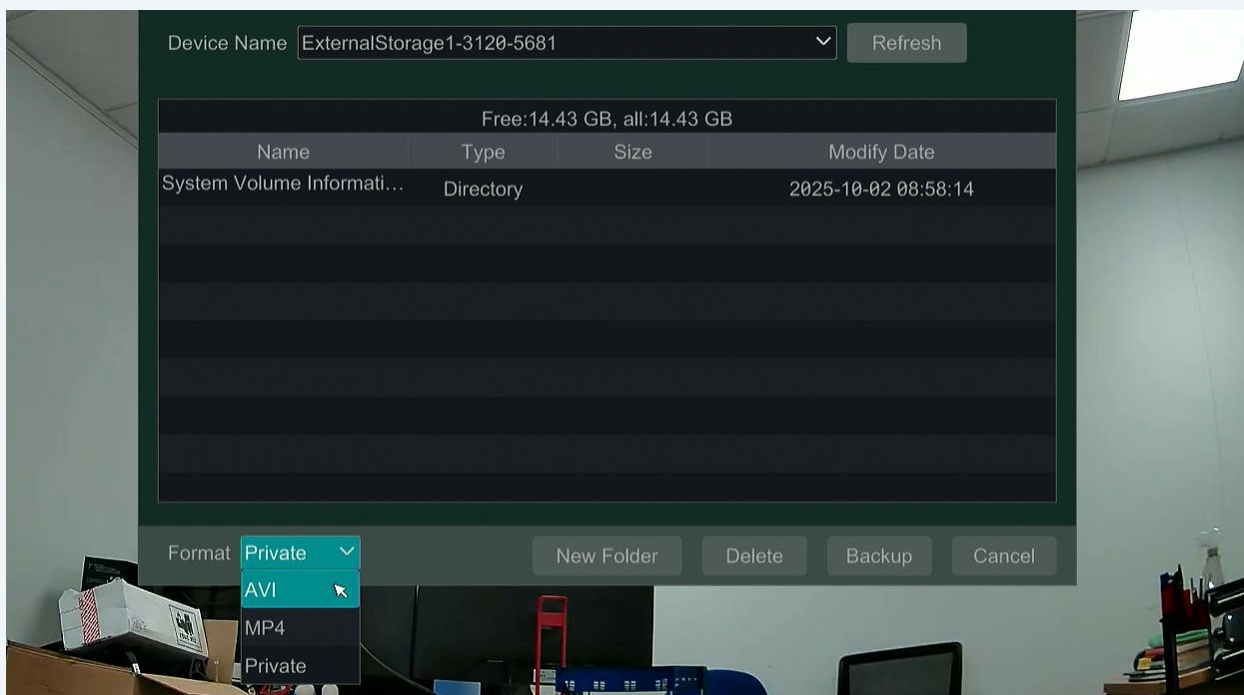 Device Name ExternalStorage1-3120-5681 Refresh
Free:14.43 GB, all:14.43 GB
Name Type Size Modify Date
System Volume Informati... Directory 2025-10-02 08:58:14
Format Private New Folder Delete Backup Cancel
AVI
MP4
Private